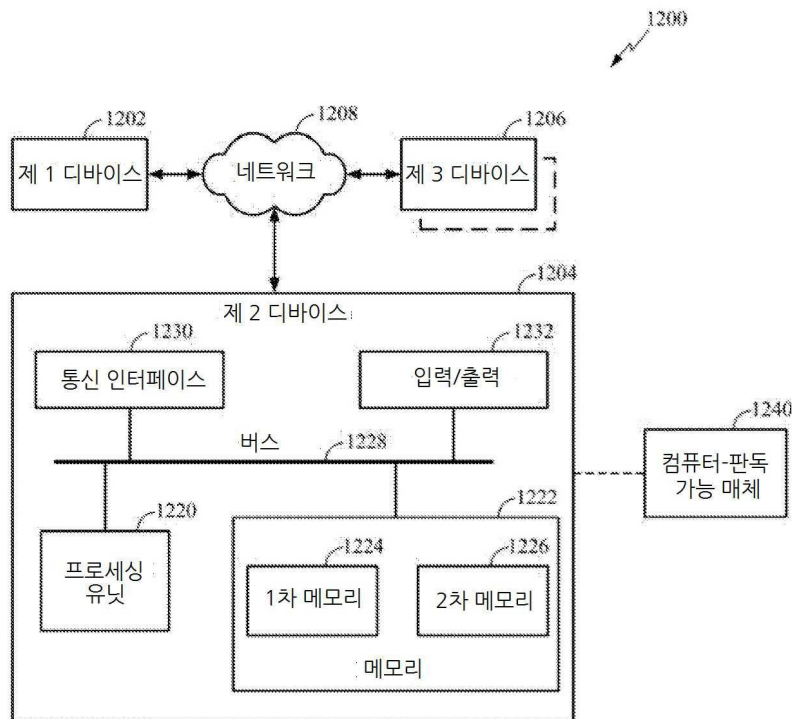 1200
1202
1208
1206
제 1 디바이스
네트워크
제 3 디바이스
1204
제 2 디바이스
1230
1232
통신 인터페이스
입력/출력
1240
버스
1228
컴퓨터-판독
가능 매체
1220
1222
프로세싱
유닛
1224
1226
1차 메모리
2차 메모리
메모리